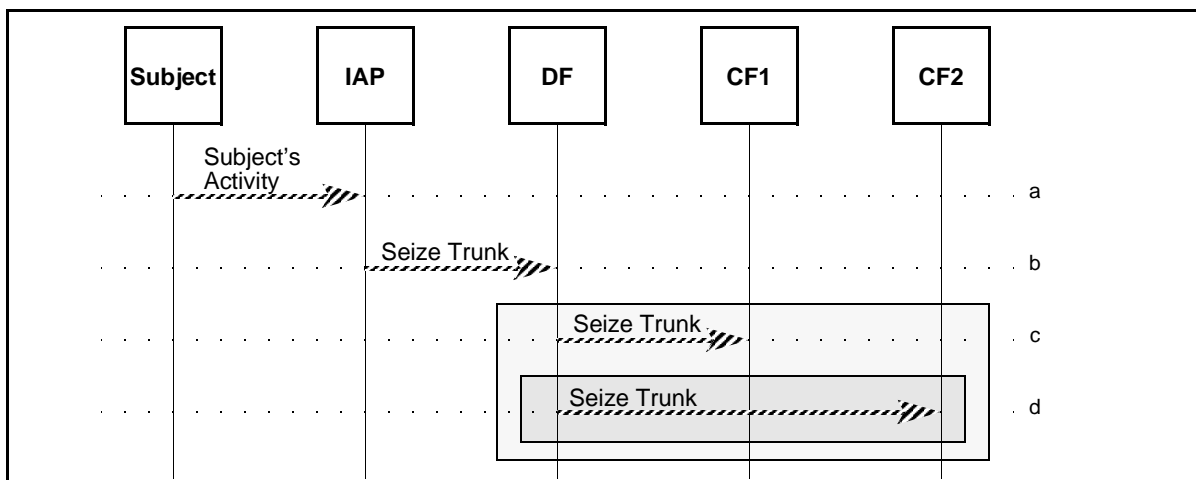 Subject IAP DF CF1 CF2
Subject's
Activity
a
Seize Trunk b
Seize Trunk c
Seize Trunk d